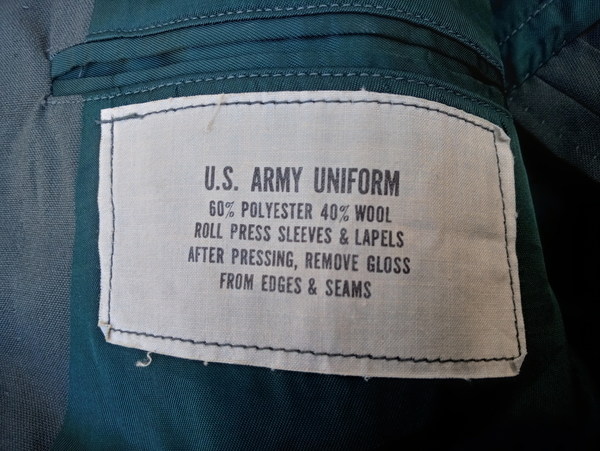 U.S. ARMY UNIFORM
60% POLYESTER 40% WOOL
ROLL PRESS SLEEVES & LAPELS
AFTER PRESSING, REMOVE GLOSS
FROM EDGES & SEAMS